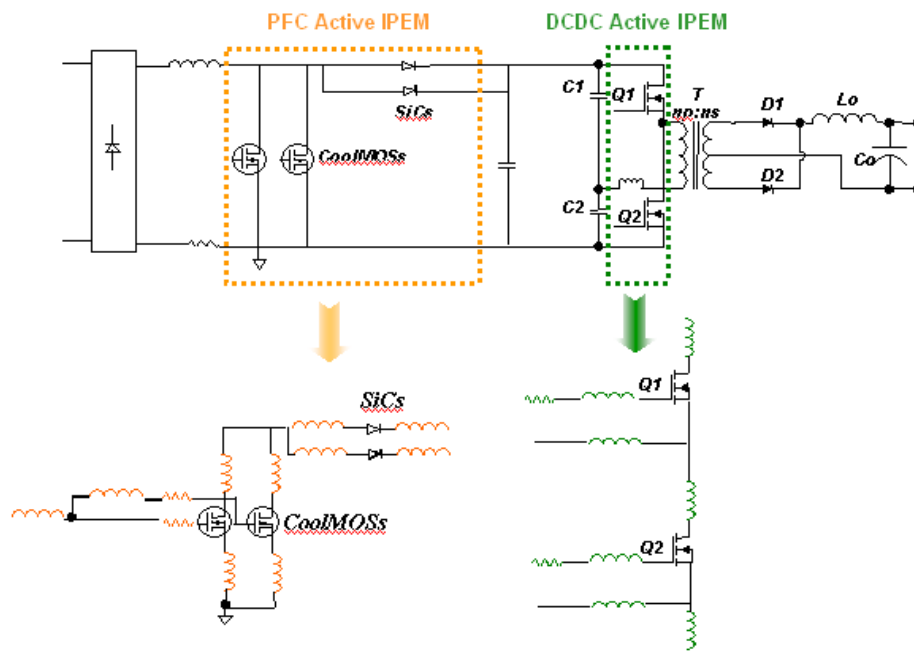 PFC Active IPEM
DCDC Active IPEM
C1
Q1
T
np:ns
D1
Lo
SiCs
CoolMOSs
Co
D2
C2
Q2
SiCs
Q1
CoolMOSs
Q2